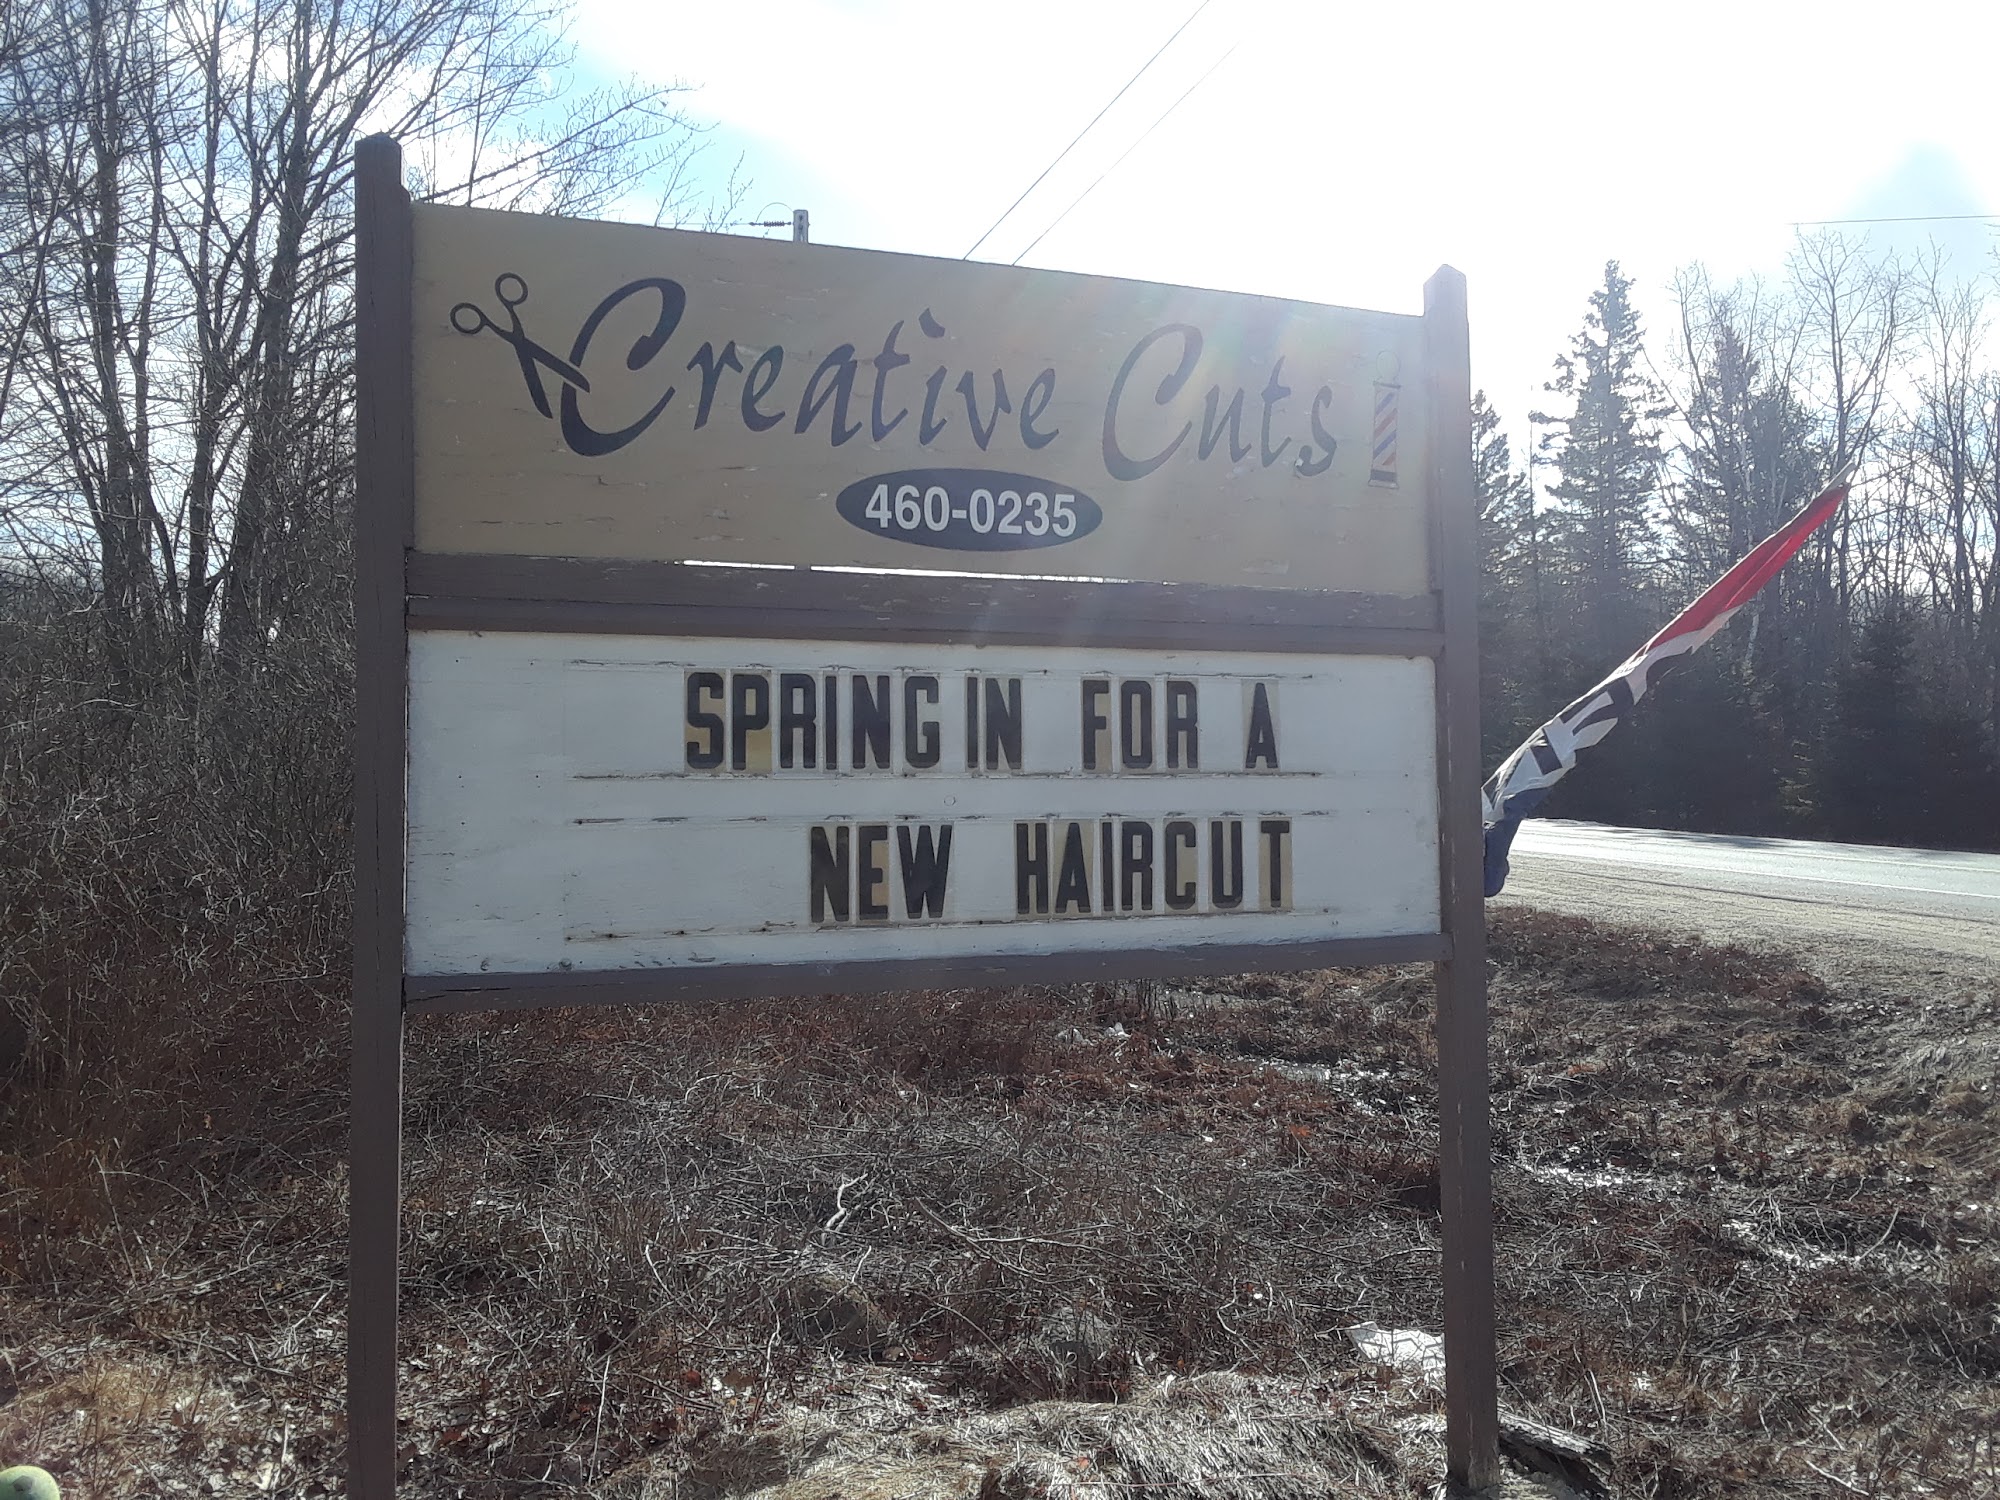 Creative Cuts
460-0235
SPRING IN FOR A
NEW HAIRCUT